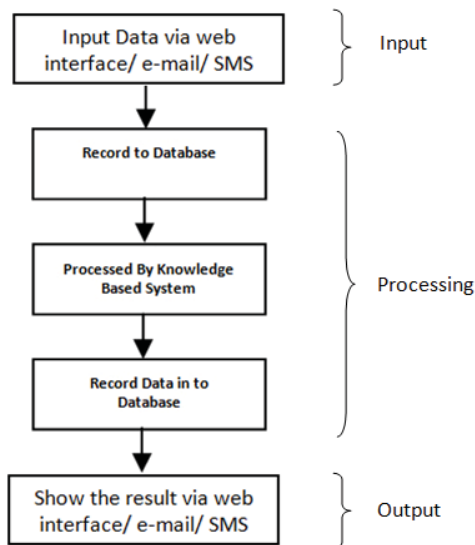 Input Data via web
interface/ e-mail/ SMS
Input
Record to Database
Processed By Knowledge
Based System
Processing
Record Data in to
Database
Show the result via web
interface/ e-mail/ SMS
Output